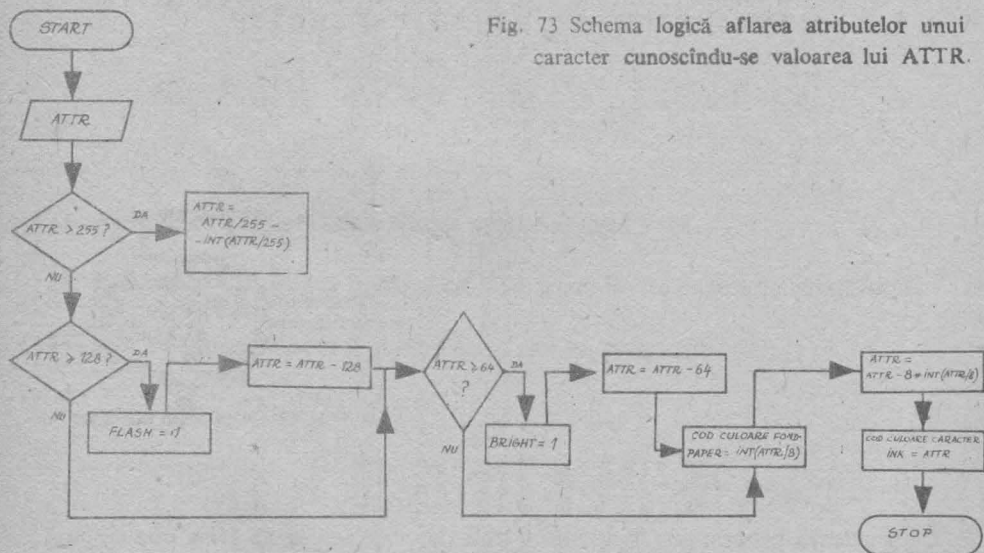 Fig. 73 Schema logică aflarea atributelor unui
caracter cunoscîndu-se valoarea lui ATTR.
START
ATTR
ATTR > 255 ?
DA
ATTR =
ATTR/255 -
-INT(ATTR/255)
NU
ATTR ⩾ 128 ?
DA
NU
FLASH = 1
ATTR = ATTR - 128
ATTR ⩾ 64
?
DA
NU
BRIGHT = 1
ATTR = ATTR - 64
COD CULOARE FOND
PAPER = INT(ATTR/8)
ATTR =
ATTR - 8 * INT(ATTR/8)
COD CULOARE CARACTER
INK = ATTR
STOP